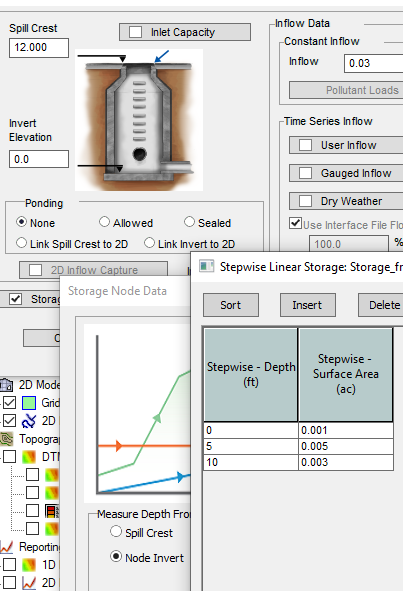 Spill Crest
12.000
Inlet Capacity
Invert
Elevation
0.0
Ponding
None
Allowed
Sealed
Link Spill Crest to 2D
Link Invert to 2D
2D Inflow Capture
Inflow Data
Constant Inflow
Inflow
0.03
Pollutant Loads
Time Series Inflow
User Inflow
Gauged Inflow
Dry Weather
Use Interface File Flo
100.0
%
Storag
Storage Node Data
Measure Depth From
Spill Crest
Node Invert
Stepwise Linear Storage: Storage_fr
Sort
Insert
Delete
Stepwise - Depth
(ft)
Stepwise -
Surface Area
(ac)
0 0.001
5 0.005
10 0.003
2D Mode
Grid
2D
Topogra
DTM
Reporting
1D
2D